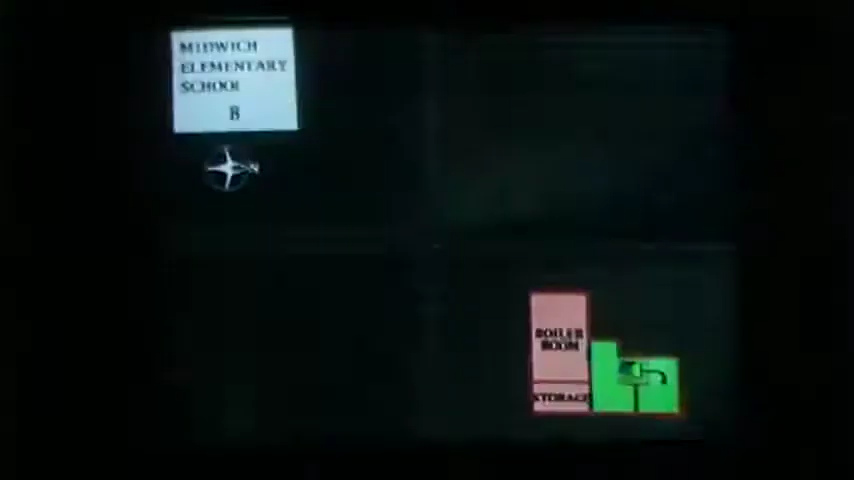 MIDWICH
ELEMENTARY
SCHOOL
B
N
BOILER
ROOM
STORAGE